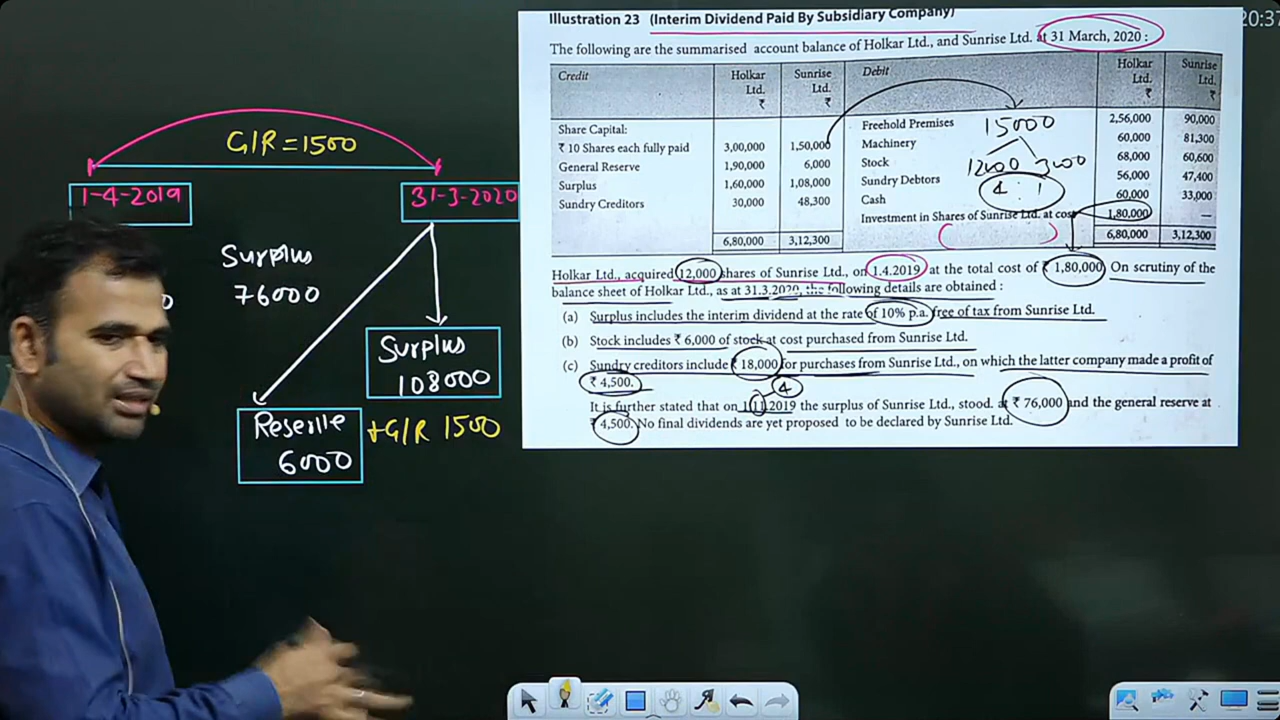 20:37
Illustration 23 (Interim Dividend Paid By Subsidiary Company)
The following are the summarised account balance of Holkar Ltd., and Sunrise Ltd. at 31 March, 2020 :
Credit Holkar Ltd. ₹ Sunrise Ltd. ₹ Debit Holkar Ltd. ₹ Sunrise Ltd. ₹
Share Capital: Freehold Premises 2,56,000 90,000
₹ 10 Shares each fully paid 3,00,000 1,50,000 Machinery 60,000 81,300
General Reserve 1,90,000 6,000 Stock 68,000 60,600
Surplus 1,60,000 1,08,000 Sundry Debtors 56,000 47,400
Sundry Creditors 30,000 48,300 Cash 60,000 33,000
Investment in Shares of Sunrise Ltd. at cost 1,80,000 —
6,80,000 3,12,300 6,80,000 3,12,300
15000
12000 3000
4 : 1
Holkar Ltd., acquired 12,000 shares of Sunrise Ltd., on 1.4.2019 at the total cost of ₹ 1,80,000. On scrutiny of the
balance sheet of Holkar Ltd., as at 31.3.2020, the following details are obtained :
(a) Surplus includes the interim dividend at the rate of 10% p.a. free of tax from Sunrise Ltd.
(b) Stock includes ₹ 6,000 of stock at cost purchased from Sunrise Ltd.
(c) Sundry creditors include ₹ 18,000 for purchases from Sunrise Ltd., on which the latter company made a profit of
₹ 4,500.
4
It is further stated that on 1.1.2019 the surplus of Sunrise Ltd., stood. at ₹ 76,000 and the general reserve at
₹ 4,500. No final dividends are yet proposed to be declared by Sunrise Ltd.
G/R = 1500
1-4-2019
31-3-2020
Surplus
76000
Surplus
108000
Reserve
6000
+G/R 1500